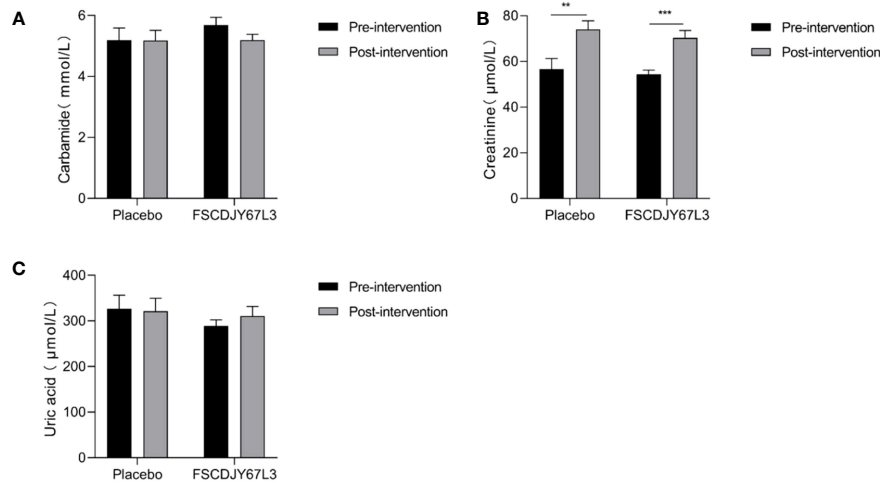 A
Carbamide( mmol/L)
8
6
4
2
0
Placebo
FSCDJY67L3
Pre-intervention
Post-intervention
B
Creatinine( μmol/L)
100
80
60
40
20
0
**
***
Placebo
FSCDJY67L3
Pre-intervention
Post-intervention
C
Uric acid ( μmol/L)
400
300
200
100
0
Placebo
FSCDJY67L3
Pre-intervention
Post-intervention